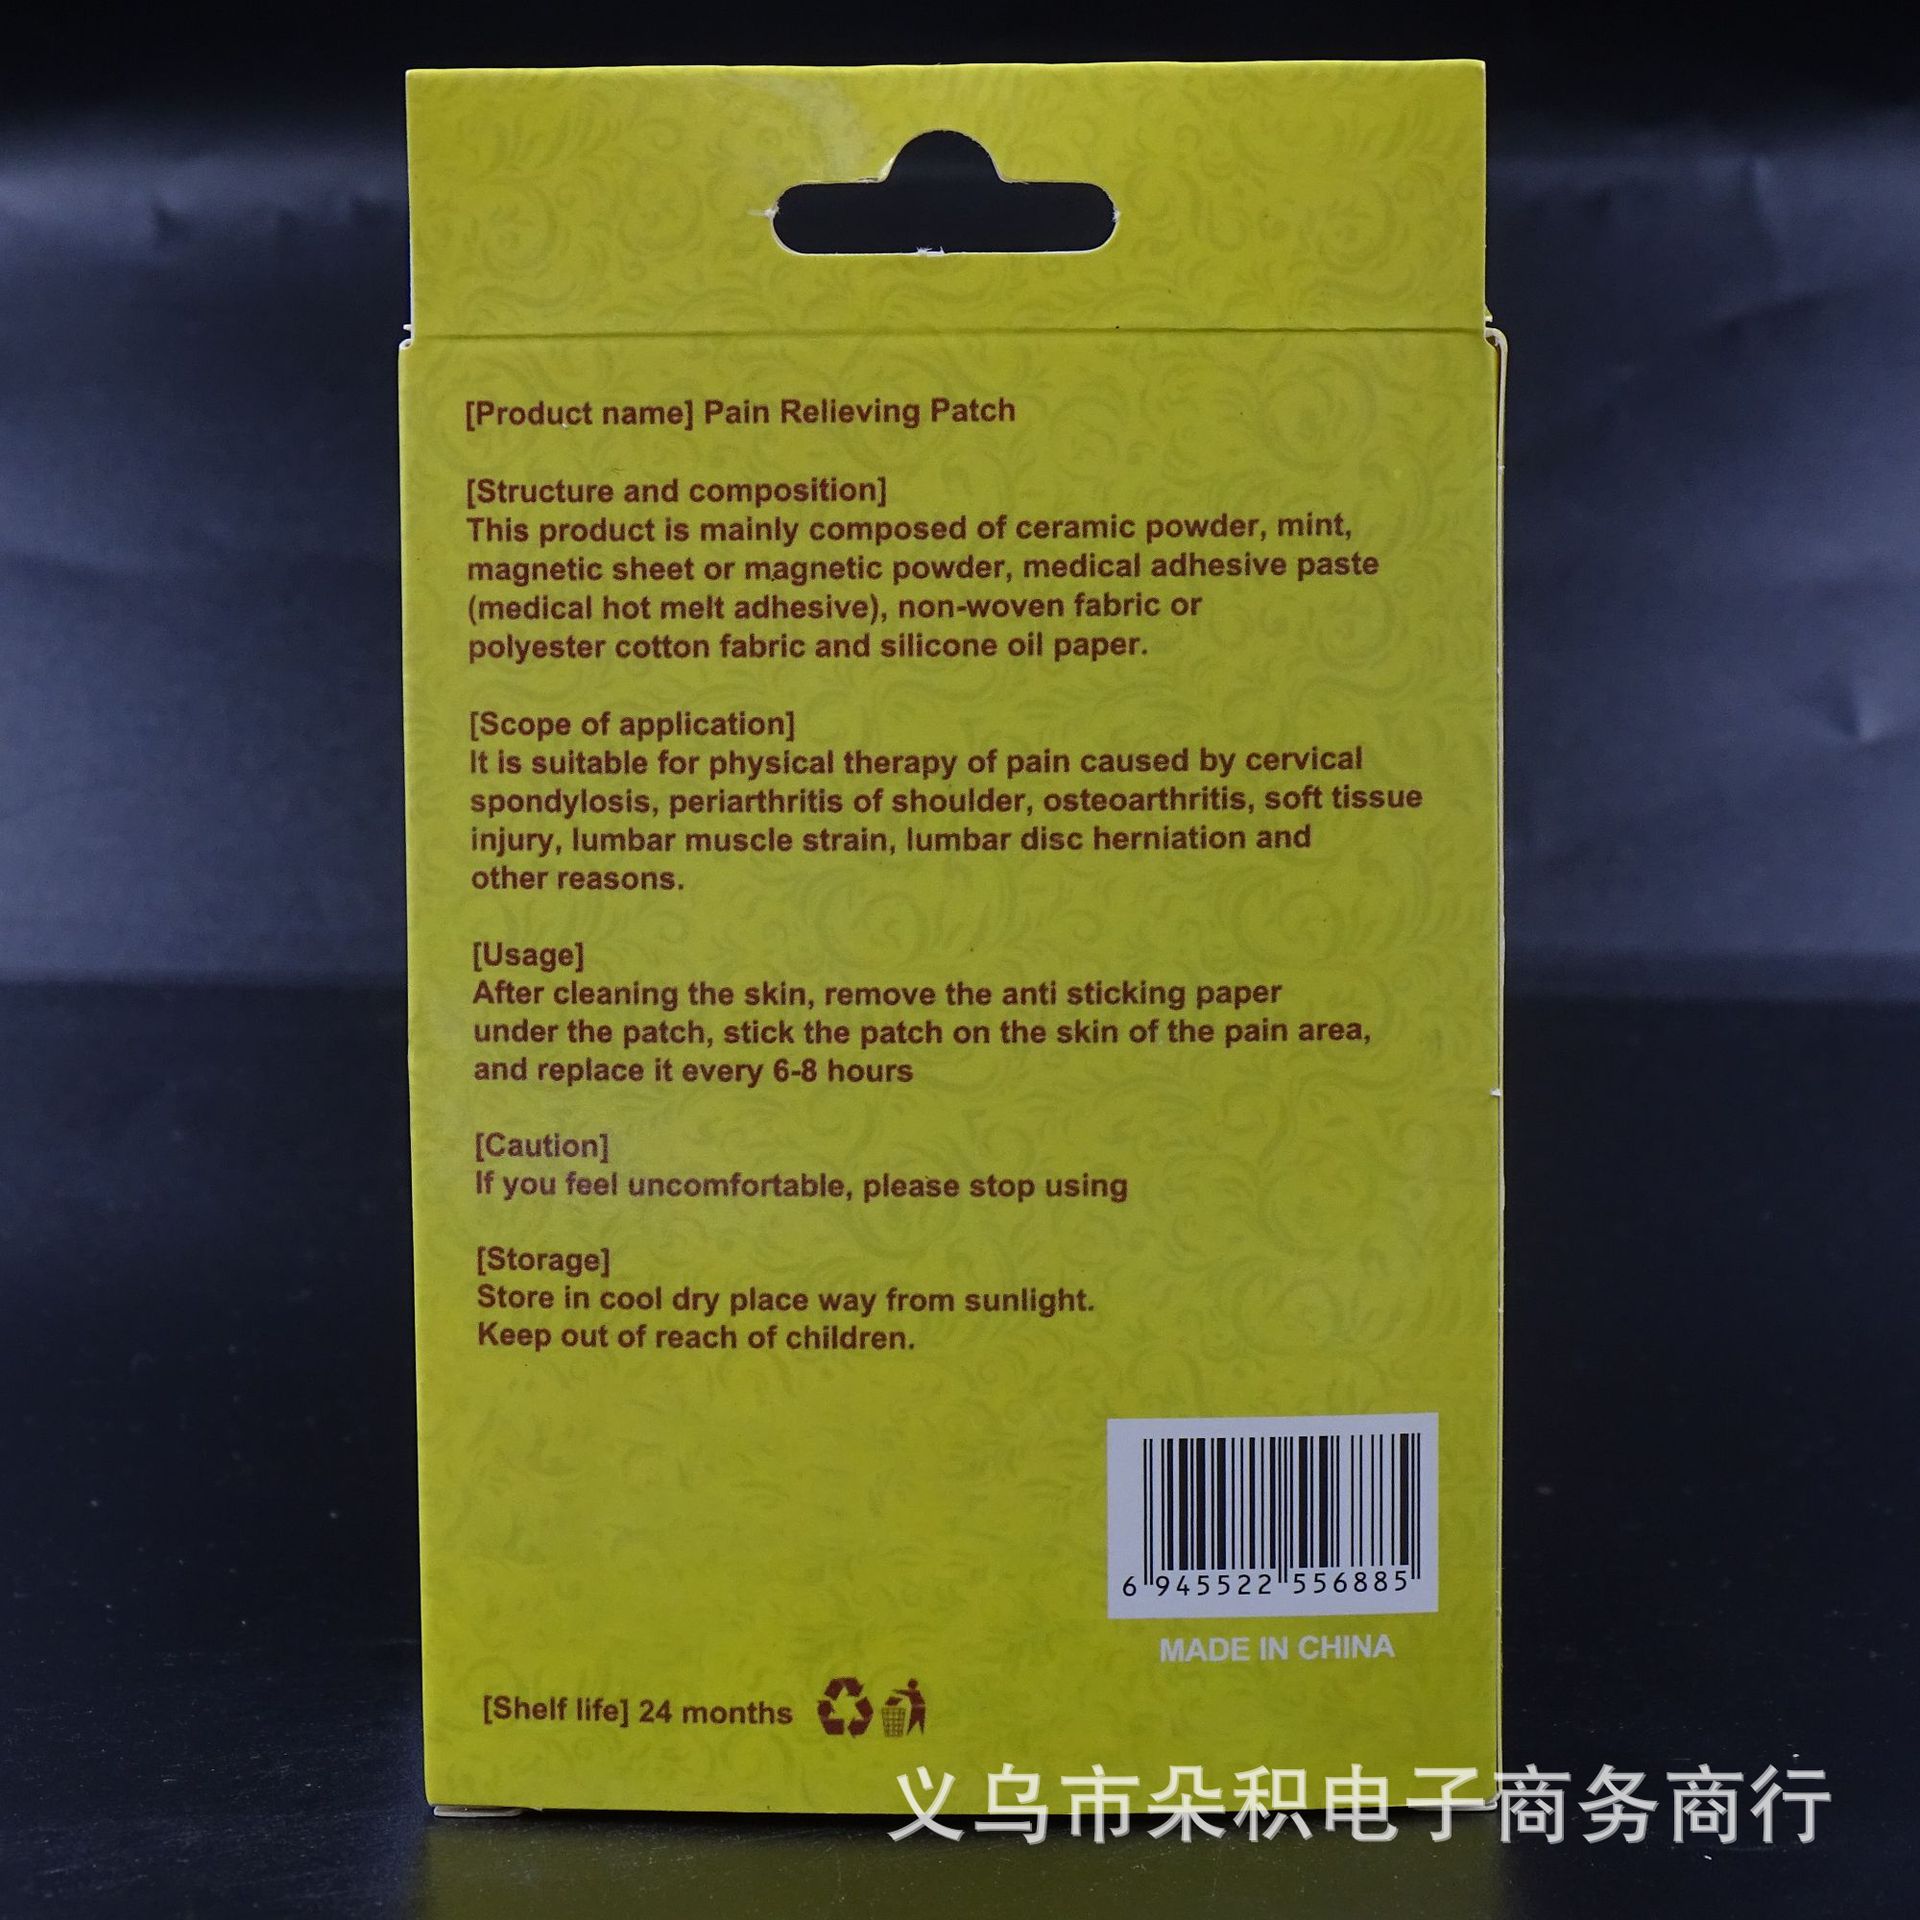 [Product name] Pain Relieving Patch
[Structure and composition]
This product is mainly composed of ceramic powder, mint,
magnetic sheet or magnetic powder, medical adhesive paste
(medical hot melt adhesive), non-woven fabric or
polyester cotton fabric and silicone oil paper.
[Scope of application]
It is suitable for physical therapy of pain caused by cervical
spondylosis, periarthritis of shoulder, osteoarthritis, soft tissue
injury, lumbar muscle strain, lumbar disc herniation and
other reasons.
[Usage]
After cleaning the skin, remove the anti sticking paper
under the patch, stick the patch on the skin of the pain area,
and replace it every 6-8 hours
[Caution]
If you feel uncomfortable, please stop using
[Storage]
Store in cool dry place way from sunlight.
Keep out of reach of children.
6 945522 556885
MADE IN CHINA
[Shelf life] 24 months
义乌市朵积电子商务商行